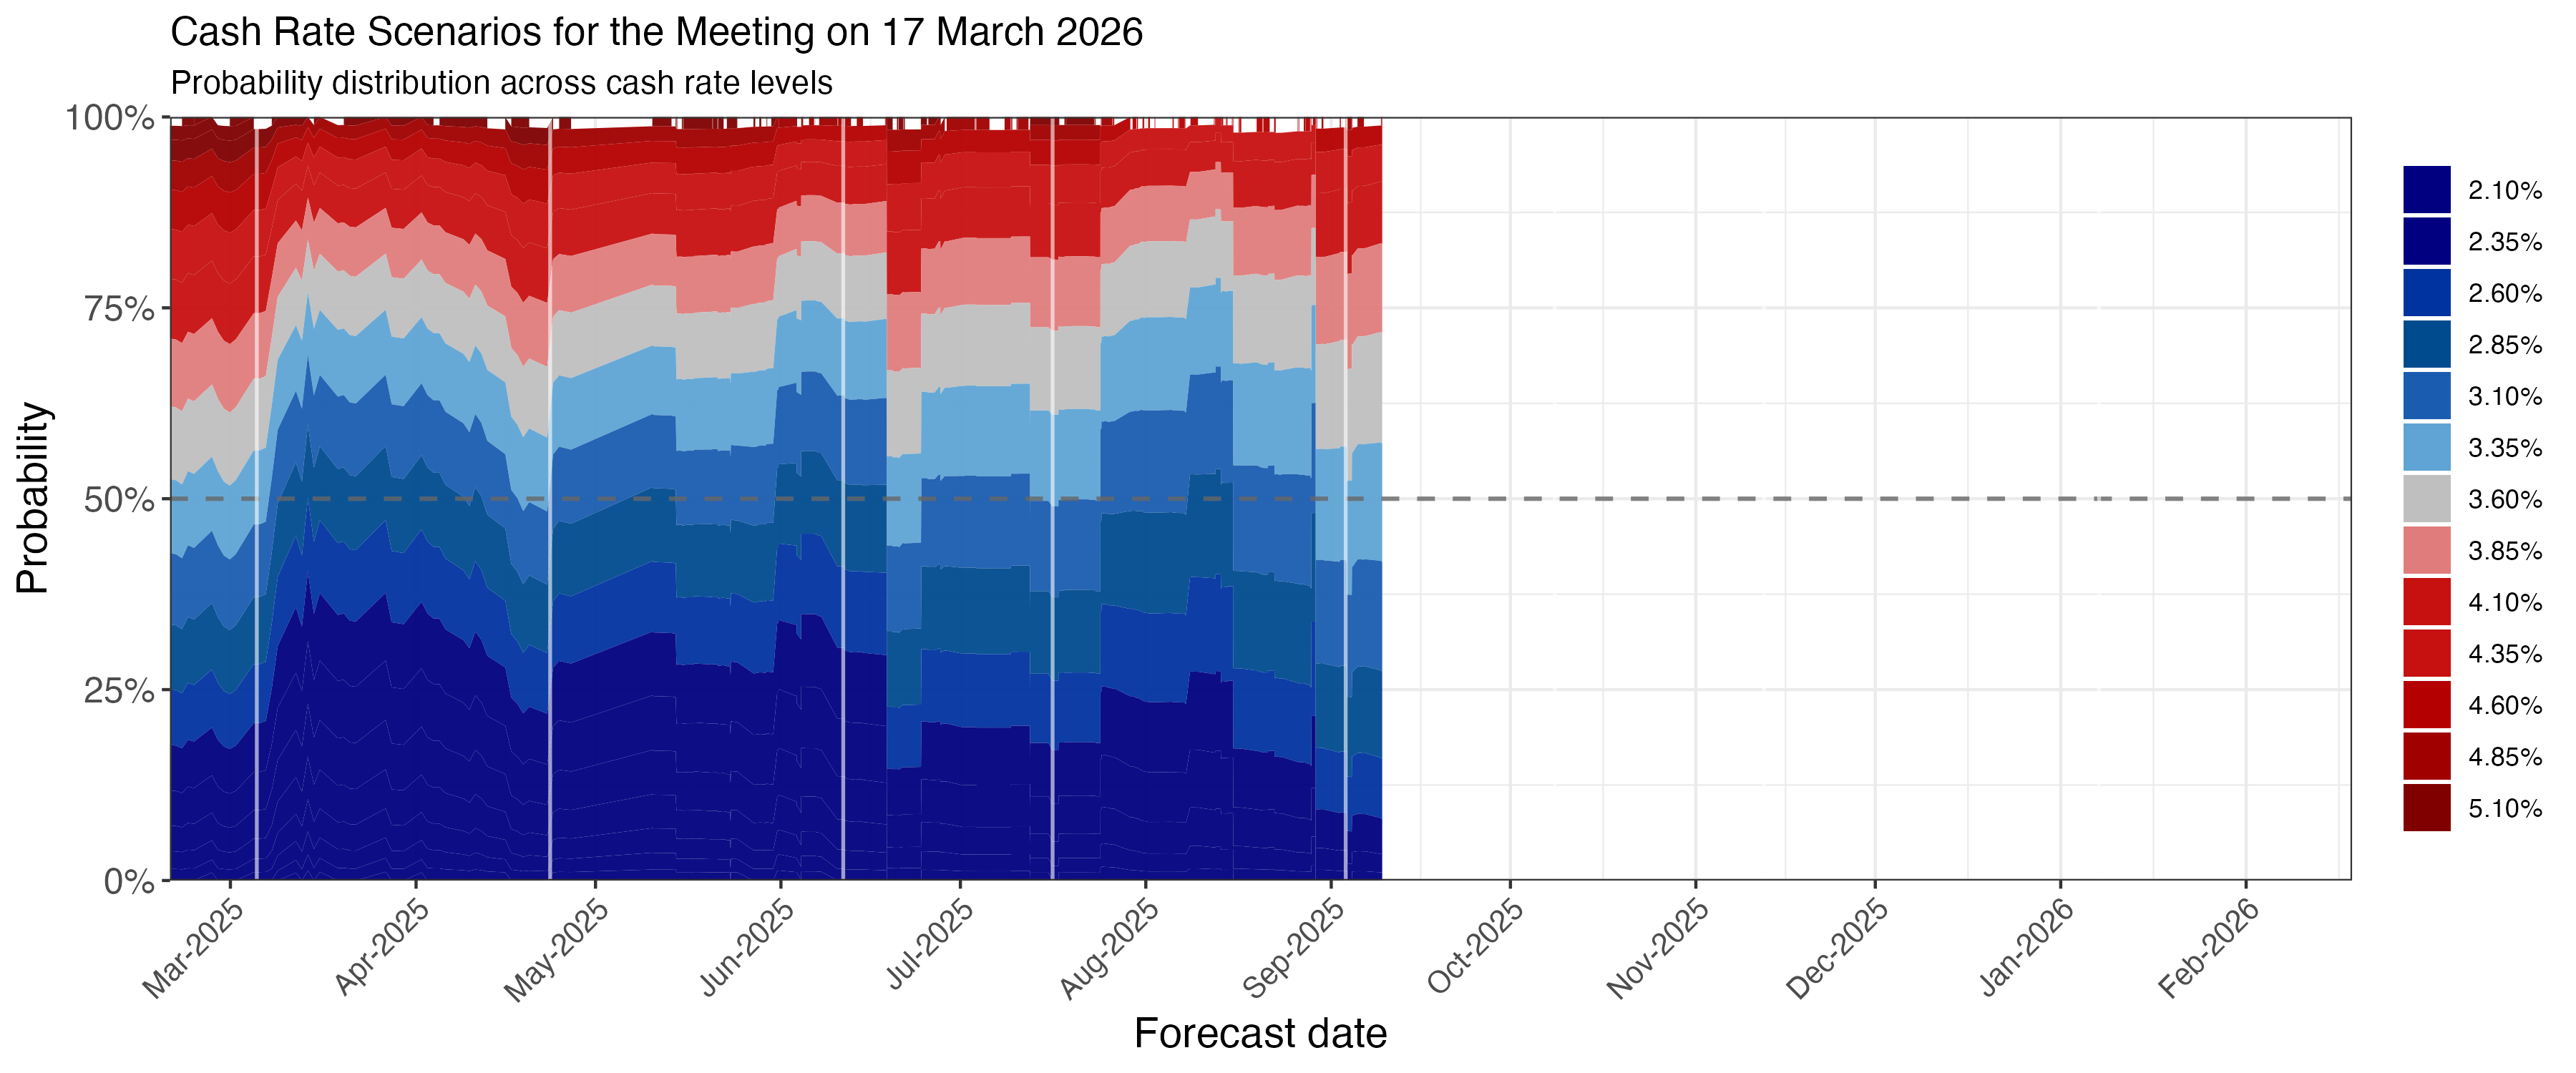 Cash Rate Scenarios for the Meeting on 17 March 2026
Probability distribution across cash rate levels
100%
75%
50%
25%
0%
Probability
Mar-2025
Apr-2025
May-2025
Jun-2025
Jul-2025
Aug-2025
Sep-2025
Oct-2025
Nov-2025
Dec-2025
Jan-2026
Feb-2026
Forecast date
2.10%
2.35%
2.60%
2.85%
3.10%
3.35%
3.60%
3.85%
4.10%
4.35%
4.60%
4.85%
5.10%